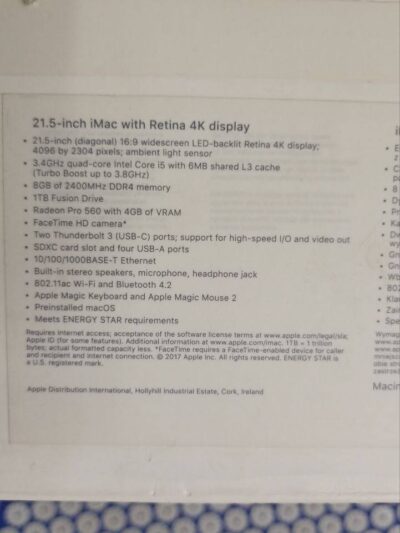 21.5-inch iMac with Retina 4K display
• 21.5-inch (diagonal) 16:9 widescreen LED-backlit Retina 4K display;
4096 by 2304 pixels; ambient light sensor
• 3.4GHz quad-core Intel Core i5 with 6MB shared L3 cache
(Turbo Boost up to 3.8GHz)
• 8GB of 2400MHz DDR4 memory
• 1TB Fusion Drive
• Radeon Pro 560 with 4GB of VRAM
• FaceTime HD camera*
• Two Thunderbolt 3 (USB-C) ports; support for high-speed I/O and video out
• SDXC card slot and four USB-A ports
• 10/100/1000BASE-T Ethernet
• Built-in stereo speakers, microphone, headphone jack
• 802.11ac Wi-Fi and Bluetooth 4.2
• Apple Magic Keyboard and Apple Magic Mouse 2
• Preinstalled macOS
• Meets ENERGY STAR requirements
Requires Internet access; acceptance of the software license terms at www.apple.com/legal/sla;
Apple ID (for some features). Additional information at www.apple.com/imac. 1TB = 1 trillion
bytes; actual formatted capacity less. *FaceTime requires a FaceTime-enabled device for caller
and recipient and internet connection. © 2017 Apple Inc. All rights reserved. ENERGY STAR is
a U.S. registered mark.
Apple Distribution International, Hollyhill Industrial Estate, Cork, Ireland